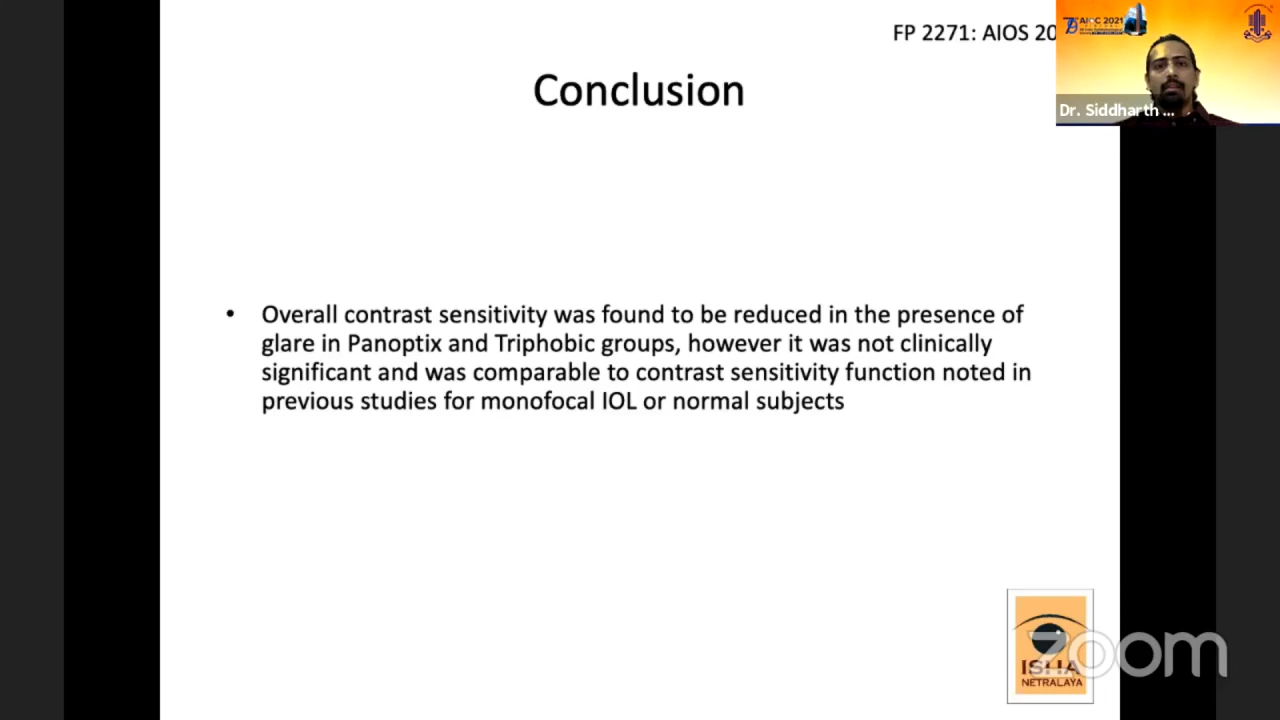 FP 2271: AIOS 20
AIOC 2021
Dr. Siddharth ...
Conclusion
• Overall contrast sensitivity was found to be reduced in the presence of
glare in Panoptix and Triphobic groups, however it was not clinically
significant and was comparable to contrast sensitivity function noted in
previous studies for monofocal IOL or normal subjects
zoom
ISHA
NETRALAYA